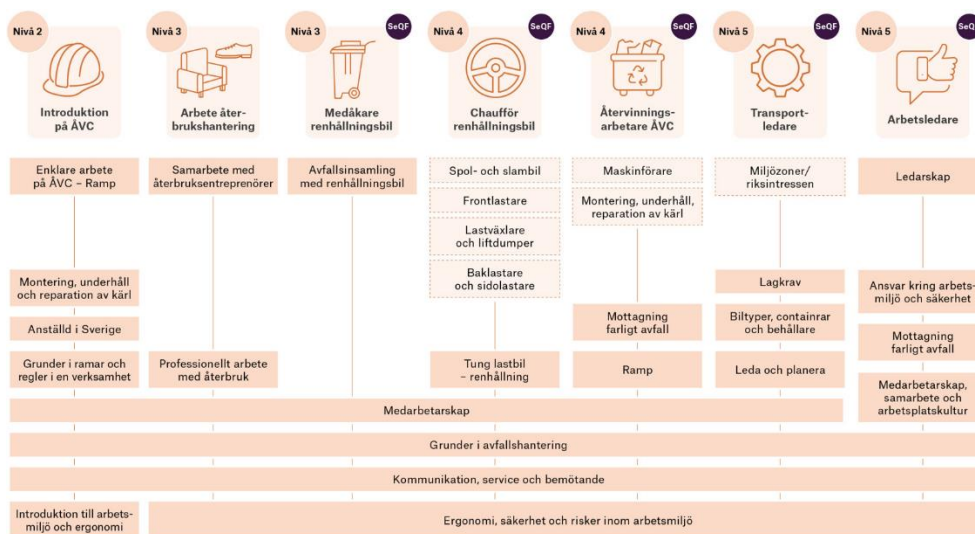 Nivå 2
Nivå 3
Nivå 3
SeQF
Nivå 4
SeQF
Nivå 4
SeQF
Nivå 5
SeQF
Nivå 5
SeQF
Introduktion
på ÅVC
Arbete åter-
brukshantering
Medåkare
renhållningsbil
Chaufför
renhållningsbil
Återvinnings-
arbetare ÅVC
Transport-
ledare
Arbetsledare
Enklare arbete
på ÅVC – Ramp
Samarbete med
återbruksentreprenörer
Avfallsinsamling
med renhållningsbil
Spol- och slambil
Maskinförare
Miljözoner/
riksintressen
Ledarskap
Frontlastare
Montering, underhåll,
reparation av kärl
Lastväxlare
och liftdumper
Baklastare
och sidolastare
Montering, underhåll
och reparation av kärl
Lagkrav
Ansvar kring arbets-
miljö och säkerhet
Anställd i Sverige
Mottagning
farligt avfall
Biltyper, containrar
och behållare
Mottagning
farligt avfall
Grunder i ramar och
regler i en verksamhet
Professionellt arbete
med återbruk
Tung lastbil
– renhållning
Ramp
Leda och planera
Medarbetarskap,
samarbete och
arbetsplatskultur
Medarbetarskap
Grunder i avfallshantering
Kommunikation, service och bemötande
Introduktion till arbets-
miljö och ergonomi
Ergonomi, säkerhet och risker inom arbetsmiljö